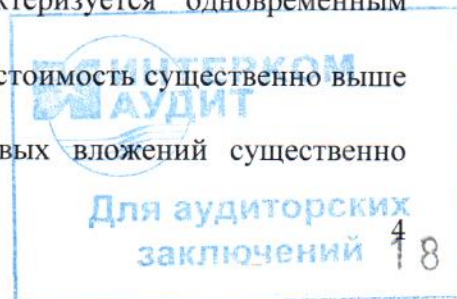 ктеризуется одновременным
ИНТЕРКОМ
стоимость существенно выше
АУДИТ
вых вложений существенно
Для аудиторских
4
заключений 18